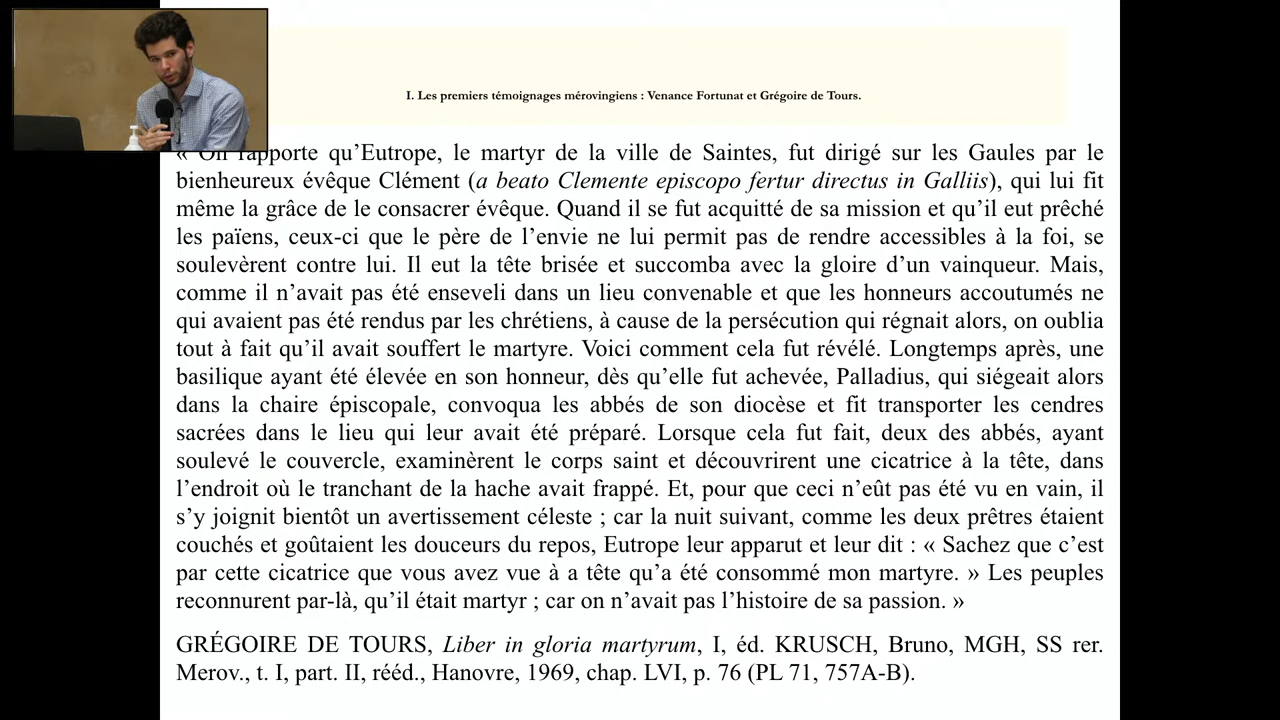 I. Les premiers témoignages mérovingiens : Venance Fortunat et Grégoire de Tours.
« On rapporte qu’Eutrope, le martyr de la ville de Saintes, fut dirigé sur les Gaules par le
bienheureux évêque Clément (a beato Clemente episcopo fertur directus in Galliis), qui lui fit
même la grâce de le consacrer évêque. Quand il se fut acquitté de sa mission et qu’il eut prêché
les païens, ceux-ci que le père de l’envie ne lui permit pas de rendre accessibles à la foi, se
soulevèrent contre lui. Il eut la tête brisée et succomba avec la gloire d’un vainqueur. Mais,
comme il n’avait pas été enseveli dans un lieu convenable et que les honneurs accoutumés ne
qui avaient pas été rendus par les chrétiens, à cause de la persécution qui régnait alors, on oublia
tout à fait qu’il avait souffert le martyre. Voici comment cela fut révélé. Longtemps après, une
basilique ayant été élevée en son honneur, dès qu’elle fut achevée, Palladius, qui siégeait alors
dans la chaire épiscopale, convoqua les abbés de son diocèse et fit transporter les cendres
sacrées dans le lieu qui leur avait été préparé. Lorsque cela fut fait, deux des abbés, ayant
soulevé le couvercle, examinèrent le corps saint et découvrirent une cicatrice à la tête, dans
l’endroit où le tranchant de la hache avait frappé. Et, pour que ceci n’eût pas été vu en vain, il
s’y joignit bientôt un avertissement céleste ; car la nuit suivant, comme les deux prêtres étaient
couchés et goûtaient les douceurs du repos, Eutrope leur apparut et leur dit : « Sachez que c’est
par cette cicatrice que vous avez vue à a tête qu’a été consommé mon martyre. » Les peuples
reconnurent par-là, qu’il était martyr ; car on n’avait pas l’histoire de sa passion. »
GRÉGOIRE DE TOURS, Liber in gloria martyrum, I, éd. KRUSCH, Bruno, MGH, SS rer.
Merov., t. I, part. II, rééd., Hanovre, 1969, chap. LVI, p. 76 (PL 71, 757A-B).